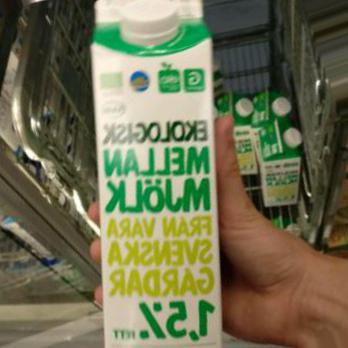 EKOLOGISK
MELLAN
MJÖLK
FRÅN VÅRA
SVENSKA
GÅRDAR
1,5% FETT